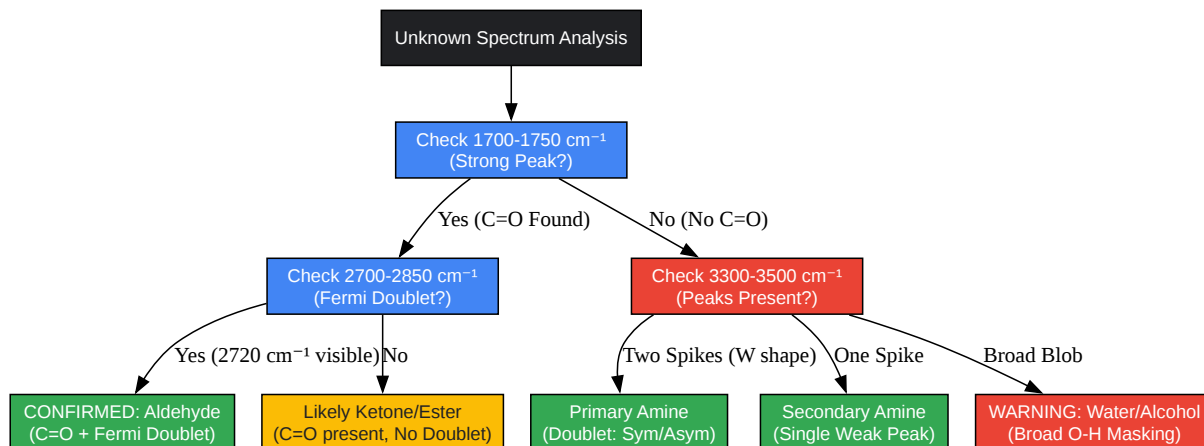 Unknown Spectrum Analysis
Check 1700-1750 cm⁻¹
(Strong Peak?)
Yes (C=O Found)
No (No C=O)
Check 2700-2850 cm⁻¹
(Fermi Doublet?)
Check 3300-3500 cm⁻¹
(Peaks Present?)
Yes (2720 cm⁻¹ visible)
No
Two Spikes (W shape)
One Spike
Broad Blob
CONFIRMED: Aldehyde
(C=O + Fermi Doublet)
Likely Ketone/Ester
(C=O present, No Doublet)
Primary Amine
(Doublet: Sym/Asym)
Secondary Amine
(Single Weak Peak)
WARNING: Water/Alcohol
(Broad O-H Masking)